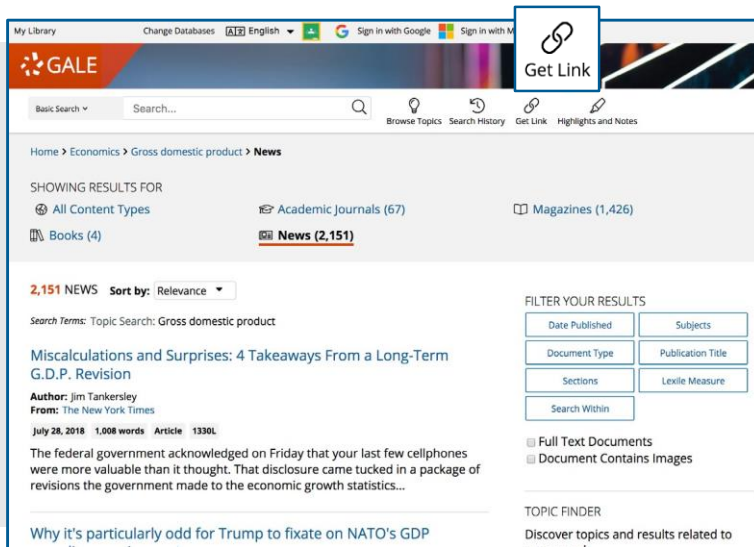 My Library
Change Databases
English
Sign in with Google
Sign in with M
Get Link
GALE
Basic Search
Search...
Browse Topics
Search History
Get Link
Highlights and Notes
Home > Economics > Gross domestic product > News
SHOWING RESULTS FOR
All Content Types
Academic Journals (67)
Magazines (1,426)
Books (4)
News (2,151)
2,151 NEWS Sort by: Relevance
Search Terms: Topic Search: Gross domestic product
Miscalculations and Surprises: 4 Takeaways From a Long-Term
G.D.P. Revision
Author: Jim Tankersley
From: The New York Times
July 28, 2018 1,008 words Article 1330L
The federal government acknowledged on Friday that your last few cellphones
were more valuable than it thought. That disclosure came tucked in a package of
revisions the government made to the economic growth statistics...
Why it's particularly odd for Trump to fixate on NATO's GDP
FILTER YOUR RESULTS
Date Published
Subjects
Document Type
Publication Title
Sections
Lexile Measure
Search Within
Full Text Documents
Document Contains Images
TOPIC FINDER
Discover topics and results related to